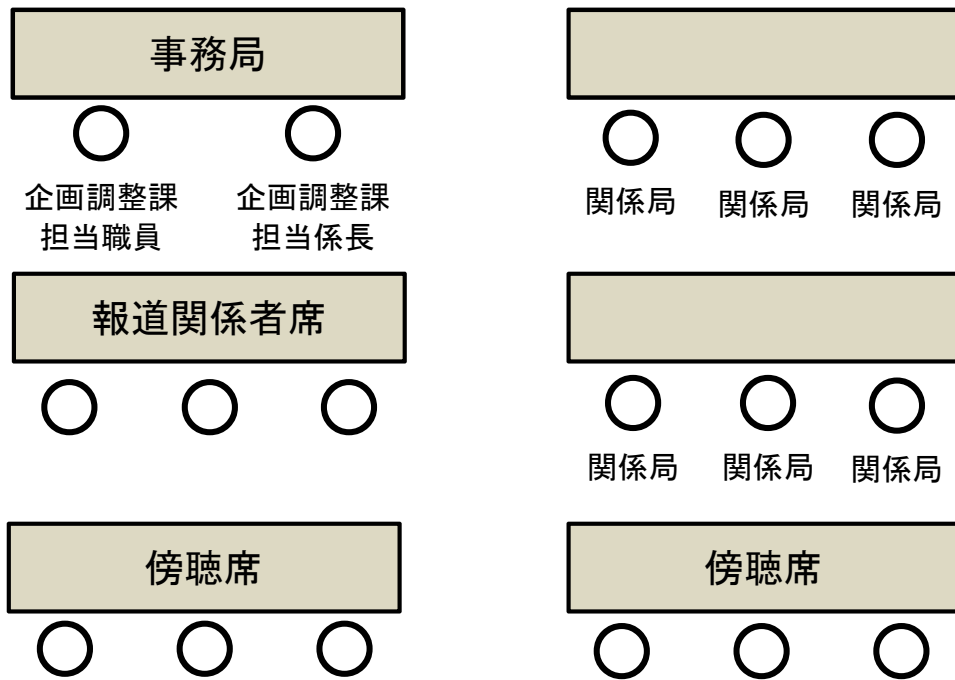 事務局
企画調整課
担当職員
企画調整課
担当係長
関係局
関係局
関係局
報道関係者席
関係局
関係局
関係局
傍聴席
傍聴席